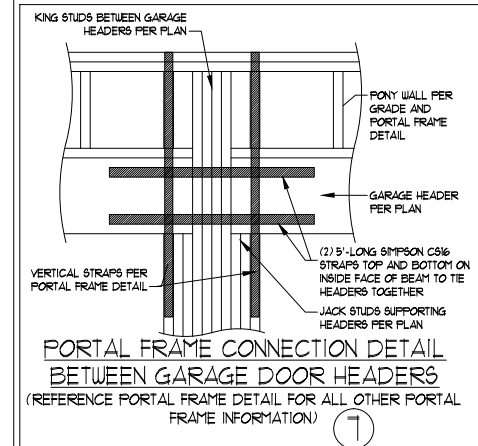 KING STUDS BETWEEN GARAGE
HEADERS PER PLAN
PONY WALL PER
GRADE AND
PORTAL FRAME
DETAIL
GARAGE HEADER
PER PLAN
(2) 5'-LONG SIMPSON CS16
STRAPS TOP AND BOTTOM ON
INSIDE FACE OF BEAM TO TIE
HEADERS TOGETHER
VERTICAL STRAPS PER
PORTAL FRAME DETAIL
JACK STUDS SUPPORTING
HEADERS PER PLAN
PORTAL FRAME CONNECTION DETAIL
BETWEEN GARAGE DOOR HEADERS
(REFERENCE PORTAL FRAME DETAIL FOR ALL OTHER PORTAL
FRAME INFORMATION)
7